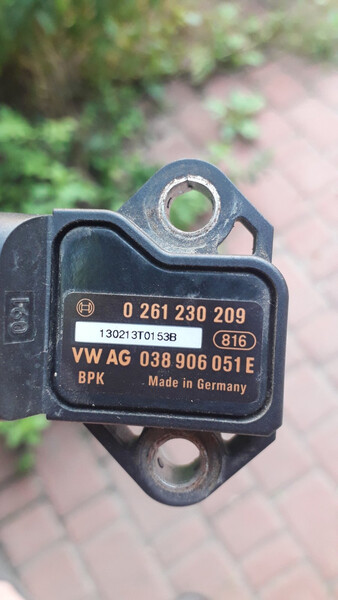 0 261 230 209
130213T0153B
816
VW AG 038 906 051 E
BPK Made in Germany